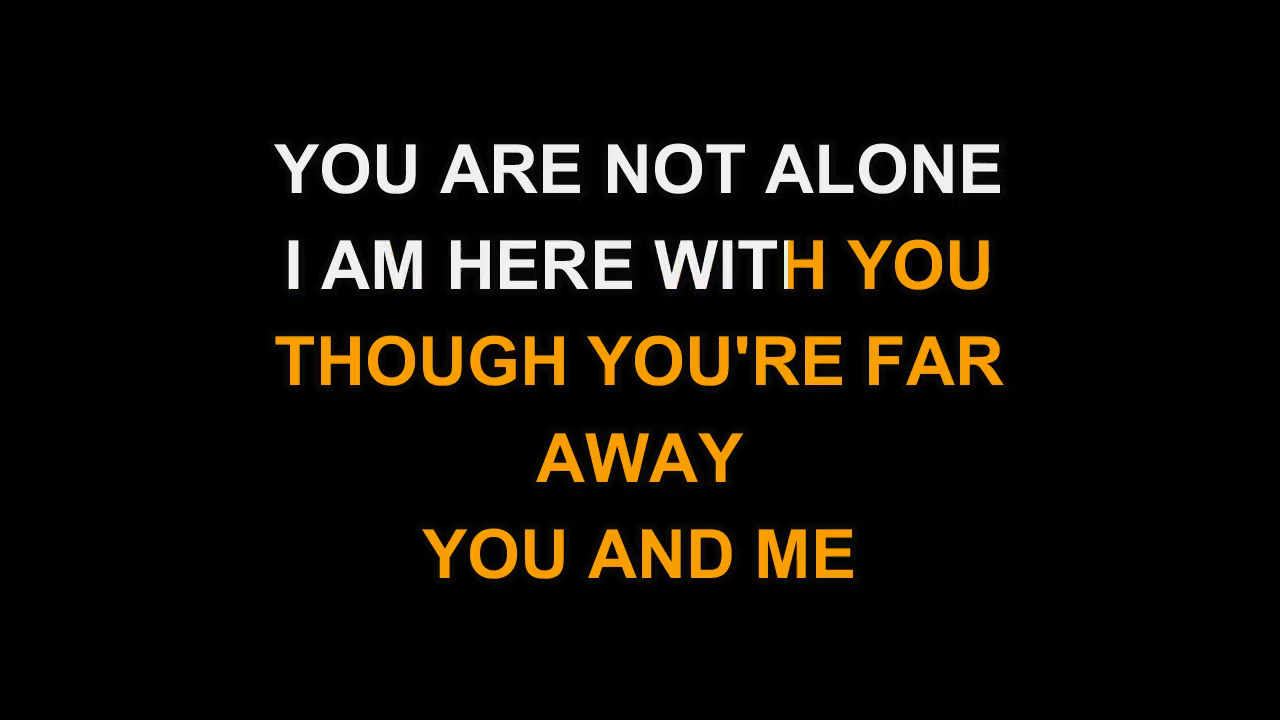 YOU ARE NOT ALONE
I AM HERE WITH YOU
THOUGH YOU'RE FAR
AWAY
YOU AND ME